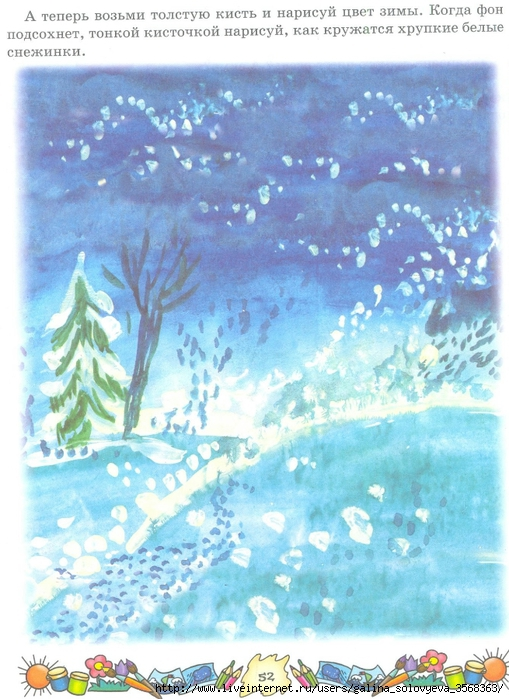 А теперь возьми толстую кисть и нарисуй цвет зимы. Когда фон
подсохнет, тонкой кисточкой нарисуй, как кружатся хрупкие белые
снежинки.
52
http://www.liveinternet.ru/users/galina_solovyeva_3568363/